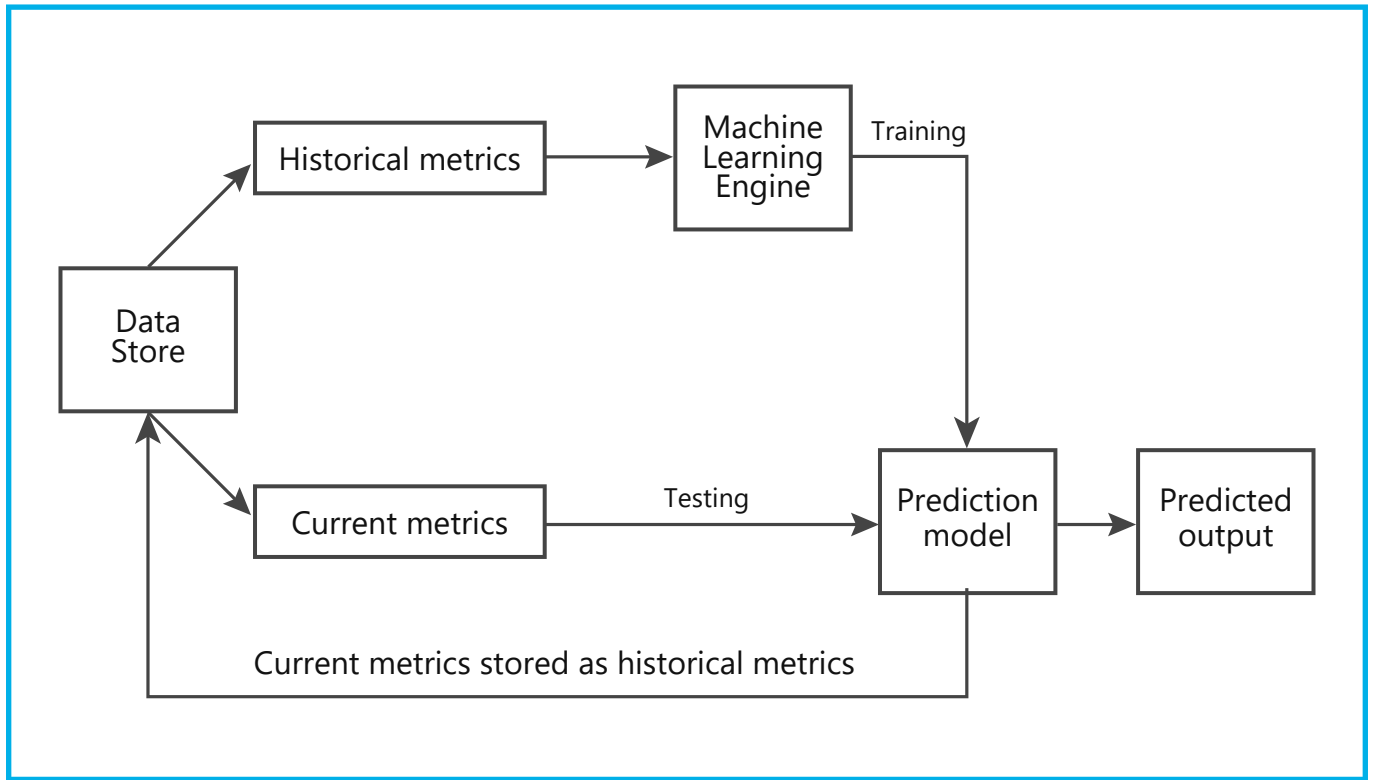 Historical metrics
Machine
Learning
Engine
Training
Data
Store
Current metrics
Testing
Prediction
model
Predicted
output
Current metrics stored as historical metrics